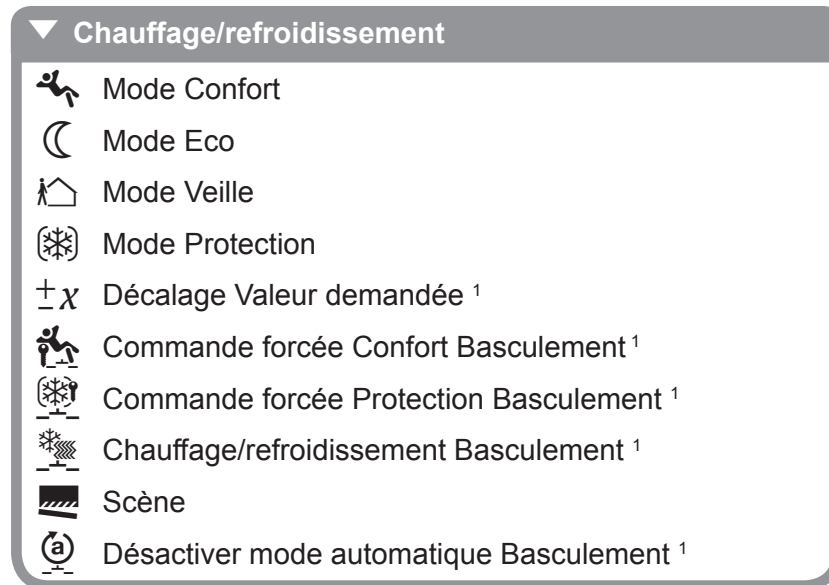 Chauffage/refroidissement
Mode Confort
Mode Eco
Mode Veille
Mode Protection
±x Décalage Valeur demandée ¹
Commande forcée Confort Basculement ¹
Commande forcée Protection Basculement ¹
Chauffage/refroidissement Basculement ¹
Scène
a Désactiver mode automatique Basculement ¹